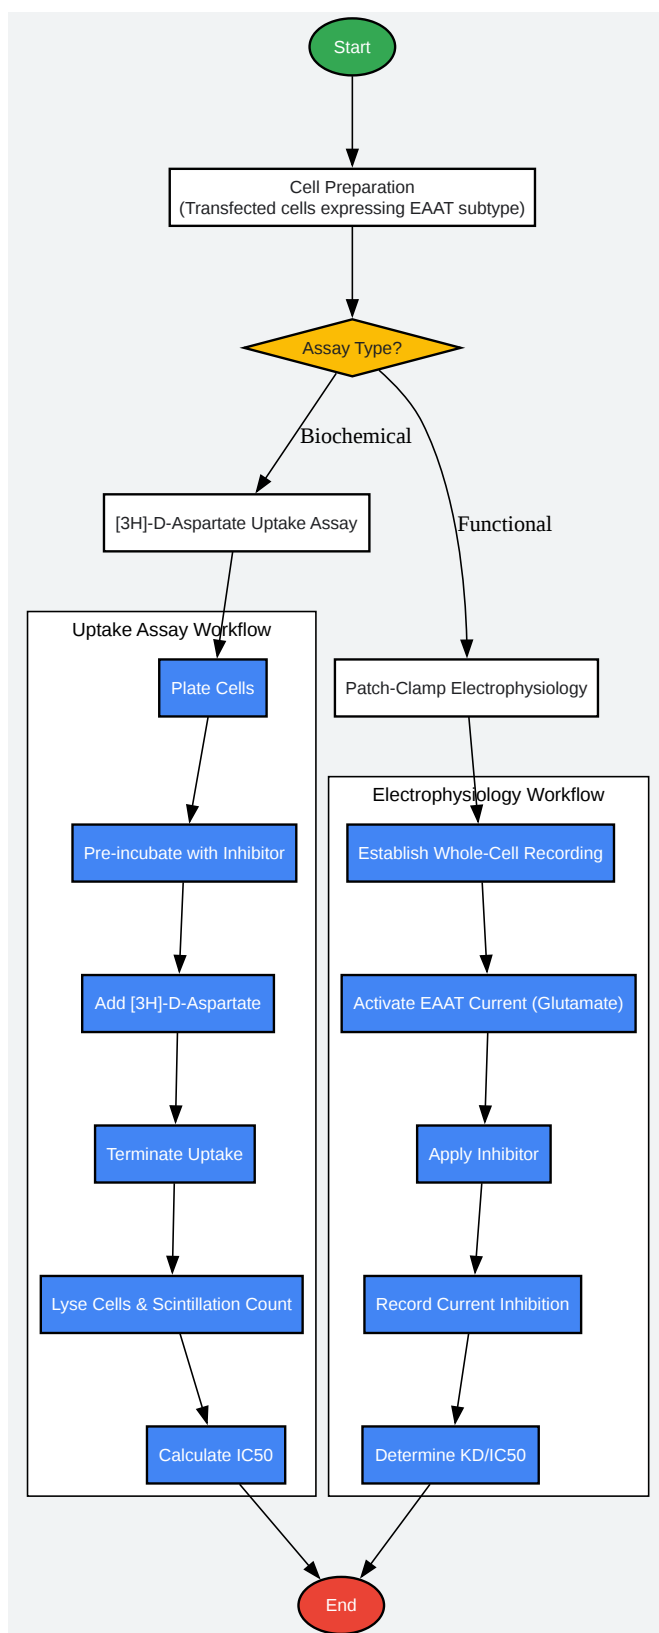 Start
Cell Preparation
(Transfected cells expressing EAAT subtype)
Assay Type?
Biochemical
Functional
[3H]-D-Aspartate Uptake Assay
Uptake Assay Workflow
Plate Cells
Pre-incubate with Inhibitor
Add [3H]-D-Aspartate
Terminate Uptake
Lyse Cells & Scintillation Count
Calculate IC50
Patch-Clamp Electrophysiology
Electrophysiology Workflow
Establish Whole-Cell Recording
Activate EAAT Current (Glutamate)
Apply Inhibitor
Record Current Inhibition
Determine KD/IC50
End